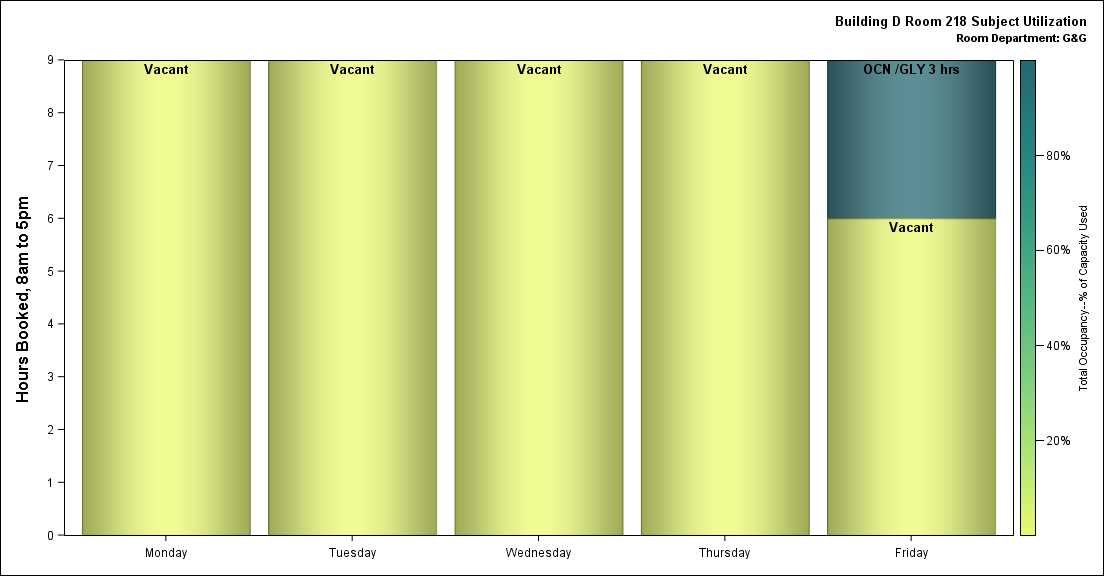 Building D Room 218 Subject Utilization
Room Department: G&G
Hours Booked, 8am to 5pm
9
8
7
6
5
4
3
2
1
0
Vacant
Vacant
Vacant
Vacant
OCN /GLY 3 hrs
Vacant
Monday
Tuesday
Wednesday
Thursday
Friday
80%
60%
40%
20%
Total Occupancy--% of Capacity Used